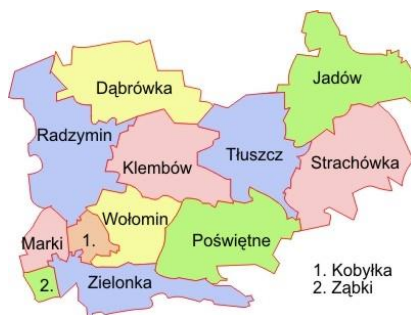 Dąbrówka
Jadów
Radzymin
Klembów
Tłuszcz
Strachówka
Wołomin
Marki
1.
Poświętne
2.
Zielonka
1. Kobyłka
2. Ząbki